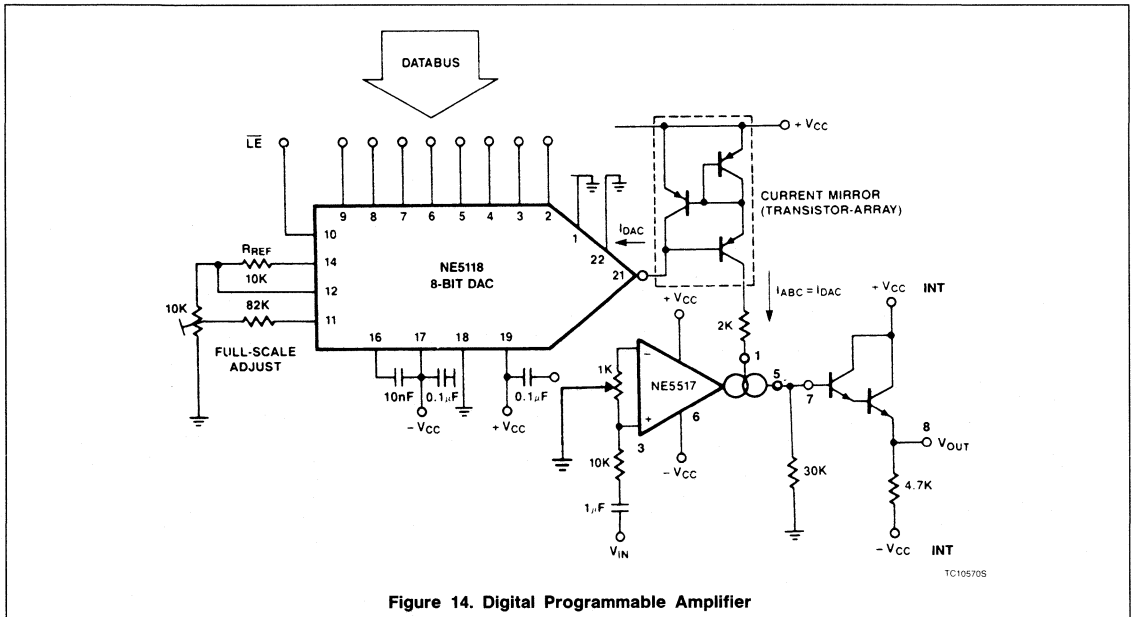 DATABUS
LE
+ VCC
9 8 7 6 5 4 3 2
CURRENT MIRROR
(TRANSISTOR-ARRAY)
10
1
IDAC
22
RREF
14
NE5118
8-BIT DAC
21
10K
12
IABC = IDAC
+ VCC INT
10K
82K
11
+ VCC
2K
FULL-SCALE
ADJUST
16 17 18 19
1
1K
−
NE5517
5
7
10nF
0.1μF
0.1μF
− VCC
+ VCC
+
6
8
VOUT
3
10K
− VCC
30K
4.7K
1μF
VIN
− VCC INT
TC10570S
Figure 14. Digital Programmable Amplifier